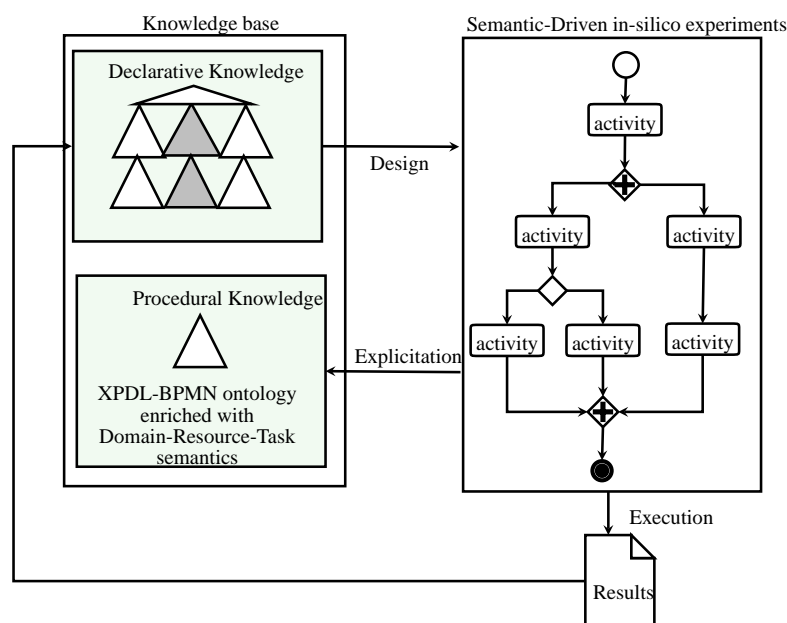 Knowledge base
Semantic-Driven in-silico experiments
Declarative Knowledge
activity
Design
activity
activity
Procedural Knowledge
activity
activity
activity
Explicitation
XPDL-BPMN ontology
enriched with
Domain-Resource-Task
semantics
Execution
Results